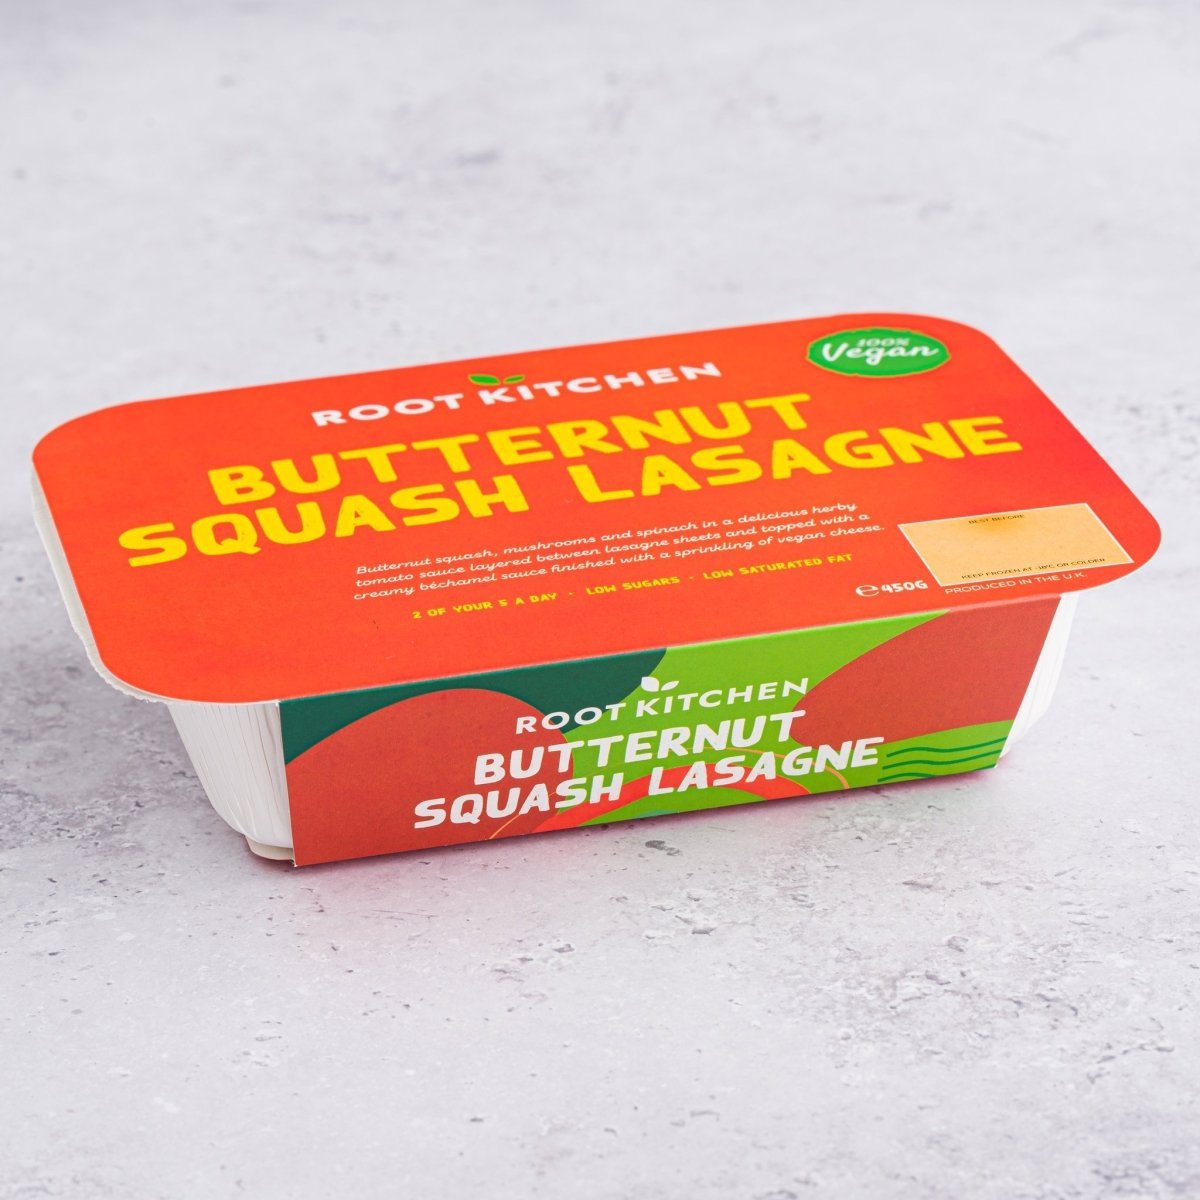 100%
Vegan
ROOT KITCHEN
BUTTERNUT
SQUASH LASAGNE
Butternut squash, mushrooms and spinach in a delicious herby
tomato sauce layered between lasagne sheets and topped with a
creamy béchamel sauce finished with a sprinkling of vegan cheese.
2 OF YOUR 5 A DAY · LOW SUGARS · LOW SATURATED FAT
BEST BEFORE
KEEP FROZEN AT -18°C OR COLDER
℮450G
PRODUCED IN THE U.K.
ROOT KITCHEN
BUTTERNUT
SQUASH LASAGNE